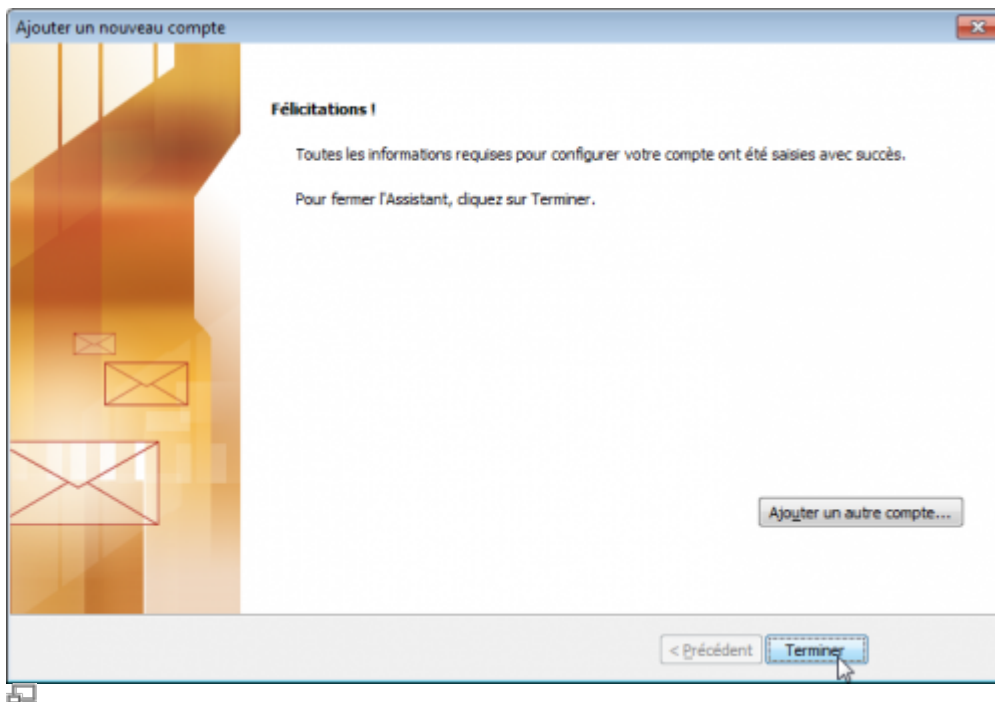 Ajouter un nouveau compte
Félicitations !
Toutes les informations requises pour configurer votre compte ont été saisies avec succès.
Pour fermer l'Assistant, cliquez sur Terminer.
Ajouter un autre compte...
< Précédent
Terminer